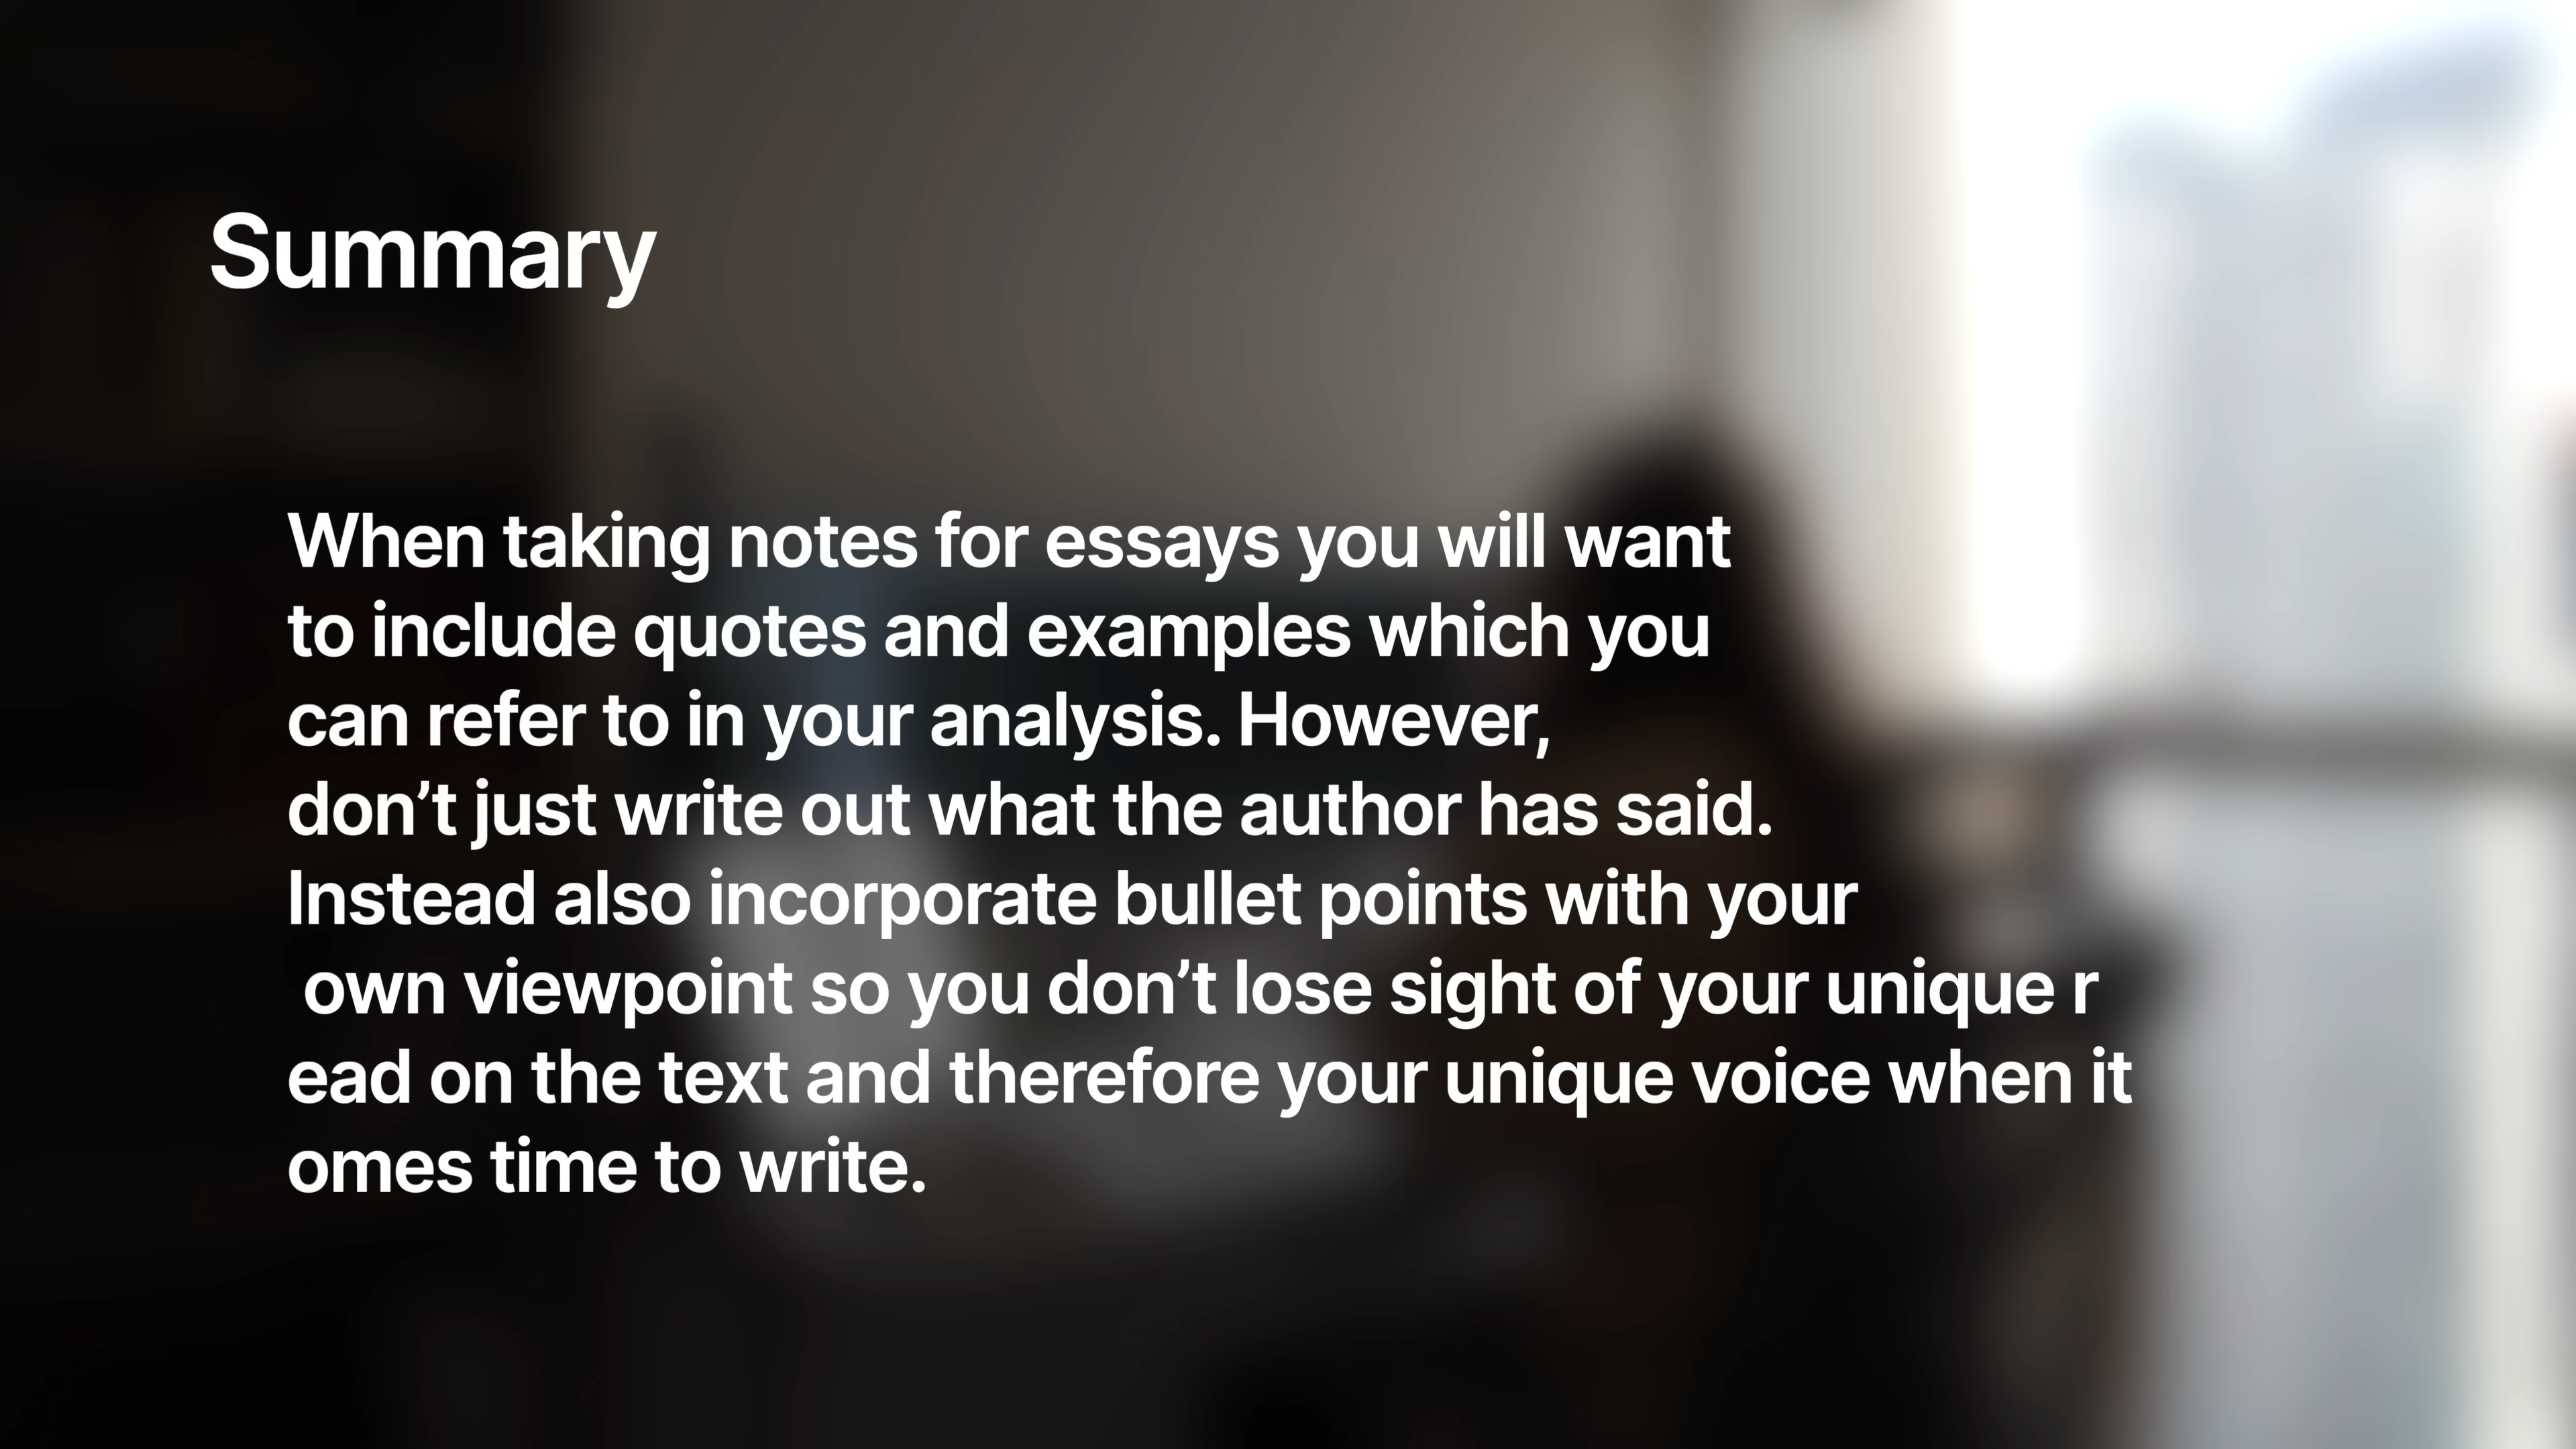 Summary
When taking notes for essays you will want
to include quotes and examples which you
can refer to in your analysis. However,
don’t just write out what the author has said.
Instead also incorporate bullet points with your
own viewpoint so you don’t lose sight of your unique r
ead on the text and therefore your unique voice when it
omes time to write.